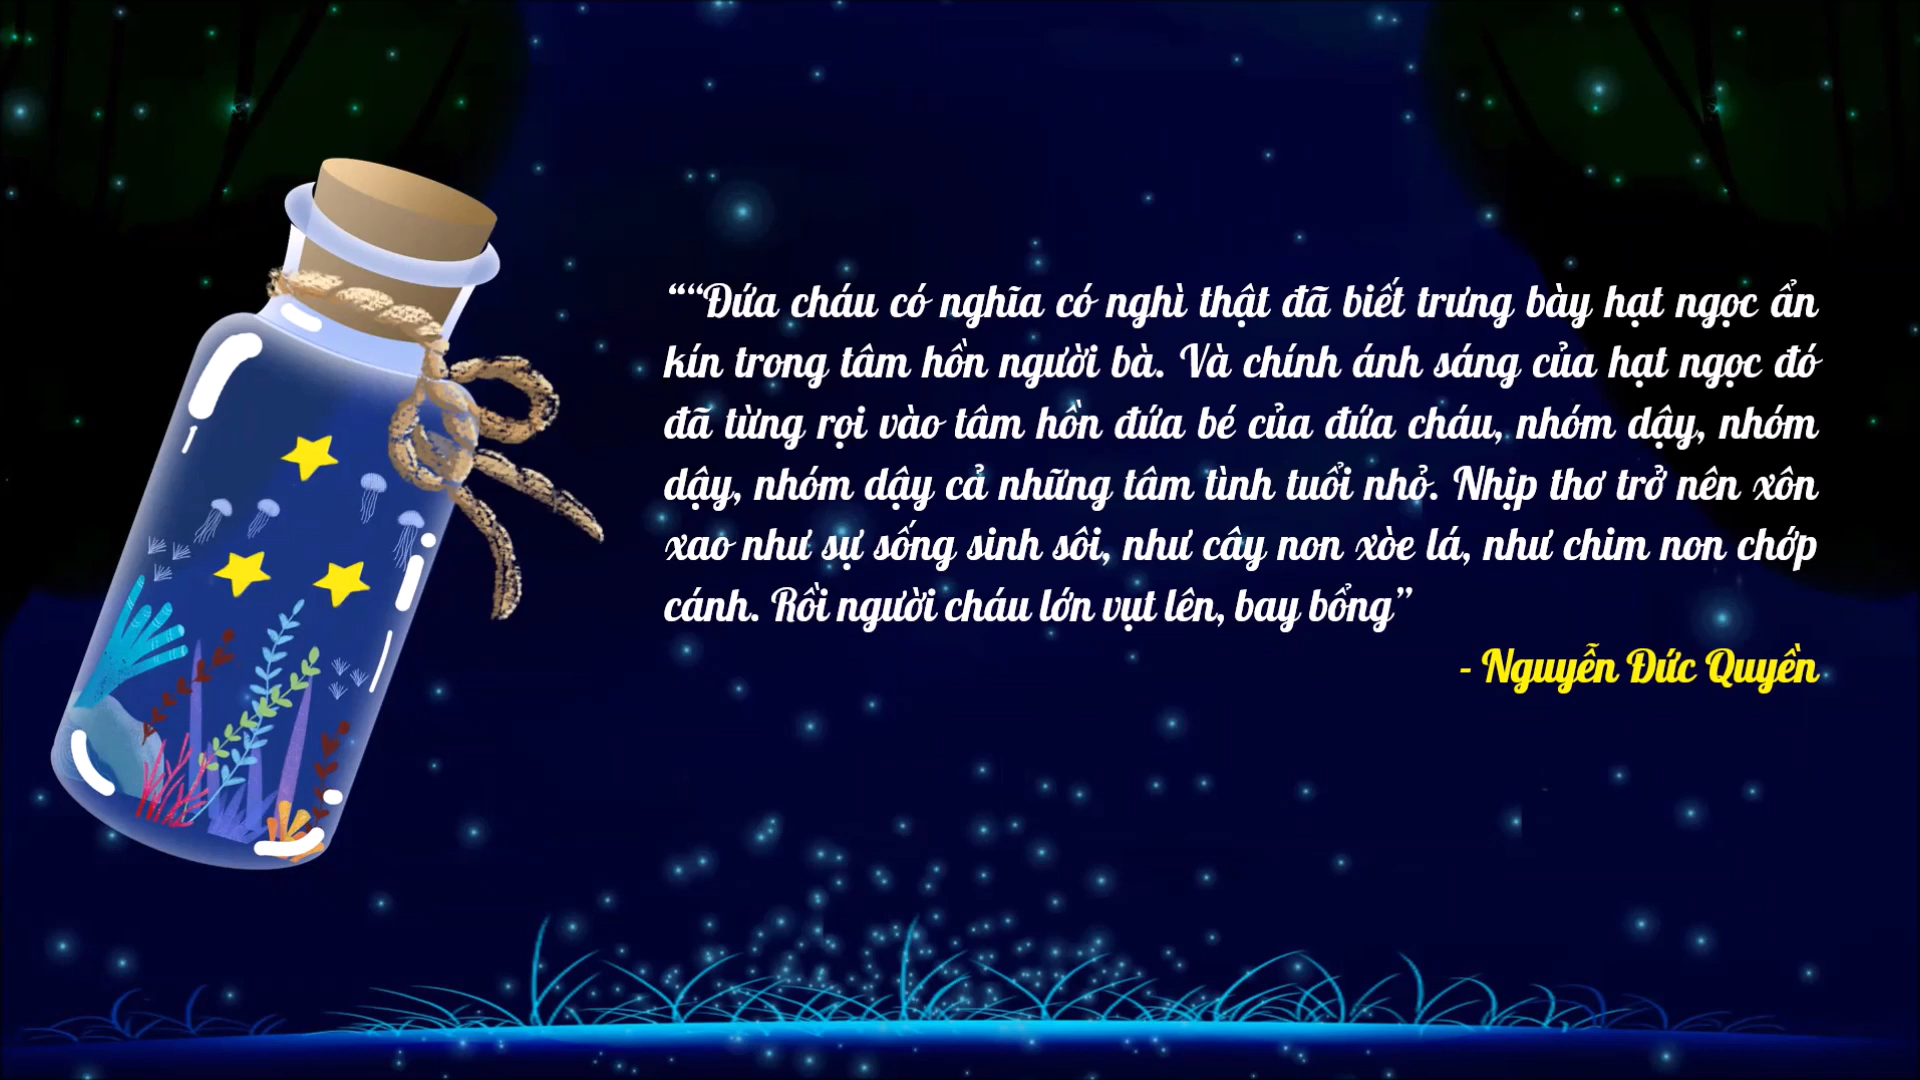 ““Đứa cháu có nghĩa có nghì thật đã biết trưng bày hạt ngọc ẩn
kín trong tâm hồn người bà. Và chính ánh sáng của hạt ngọc đó
đã từng rọi vào tâm hồn đứa bé của đứa cháu, nhóm dậy, nhóm
dậy, nhóm dậy cả những tâm tình tuổi nhỏ. Nhịp thơ trở nên xôn
xao như sự sống sinh sôi, như cây non xòe lá, như chim non chớp
cánh. Rồi người cháu lớn vụt lên, bay bổng”
- Nguyễn Đức Quyền